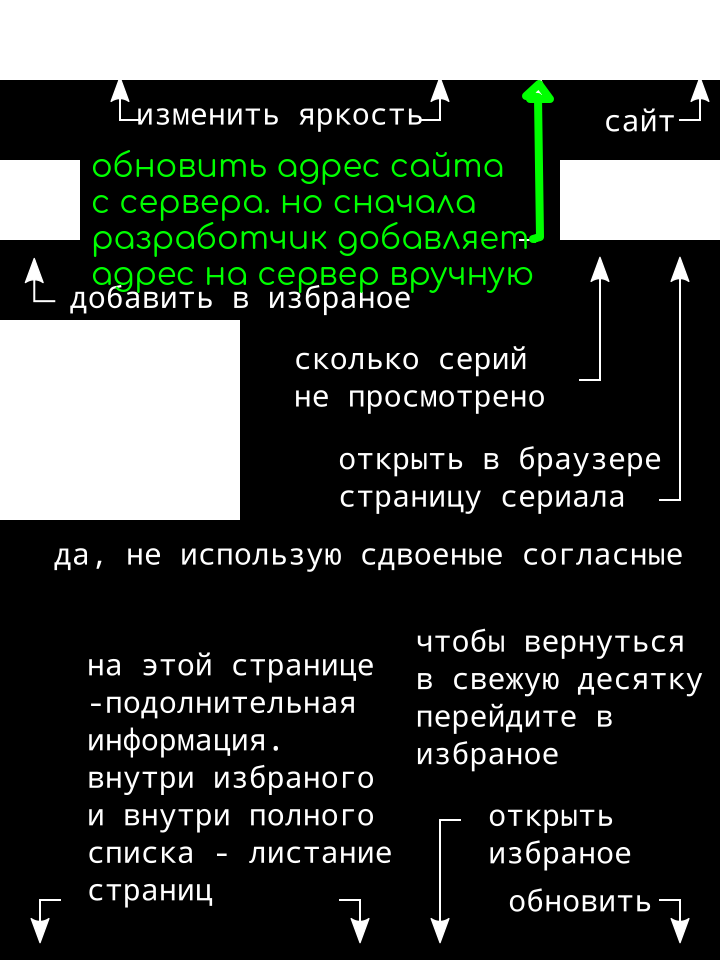 изменить яркость
сайт
обновить адрес сайта
с сервера. но сначала
разработчик добавляет
адрес на сервер вручную
добавить в избраное
сколько серий
не просмотрено
открыть в браузере
страницу сериала
да, не использую сдвоеные согласные
чтобы вернуться
в свежую десятку
перейдите в
избраное
на этой странице
-подолнительная
информация.
внутри избраного
и внутри полного
списка - листание
страниц
открыть
избраное
обновить